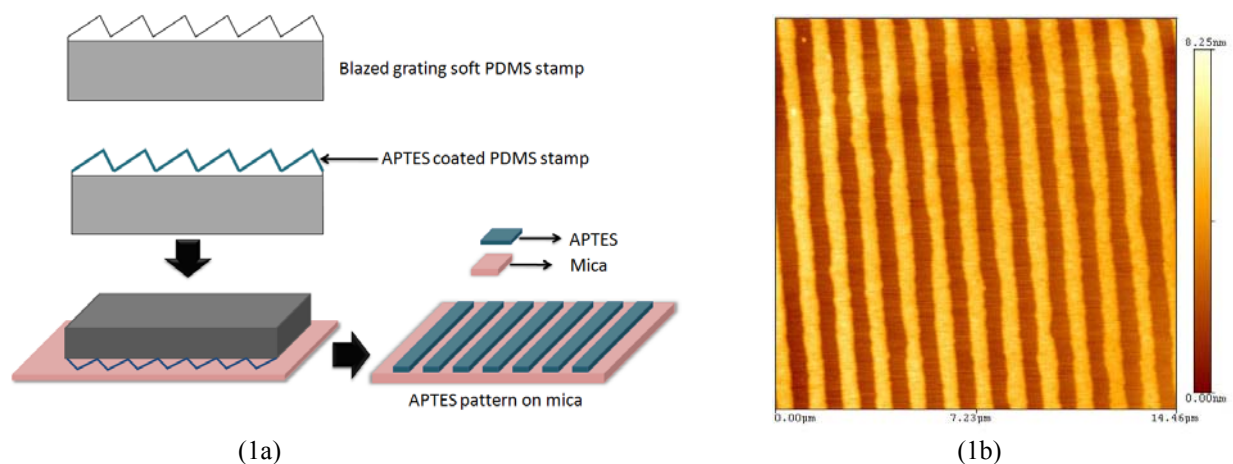 Blazed grating soft PDMS stamp
APTES coated PDMS stamp
APTES
Mica
APTES pattern on mica
(1a)
8.25nm
0.00nm
0.00µm
7.23µm
14.46µm
(1b)